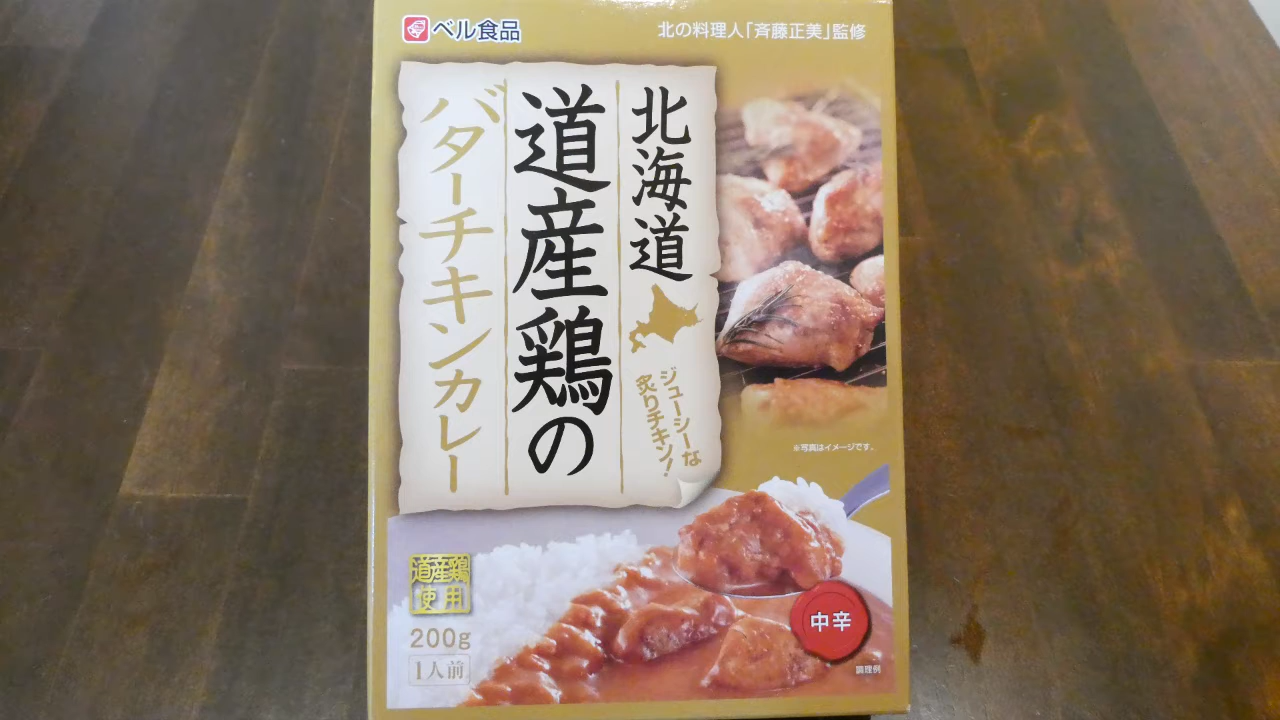 ベル食品
北の料理人「斉藤正美」監修
北海道
道産鶏の
バターチキンカレー
ジューシーな
炙りチキン!
※写真はイメージです。
道産鶏
使用
200g
1人前
中辛
調理例